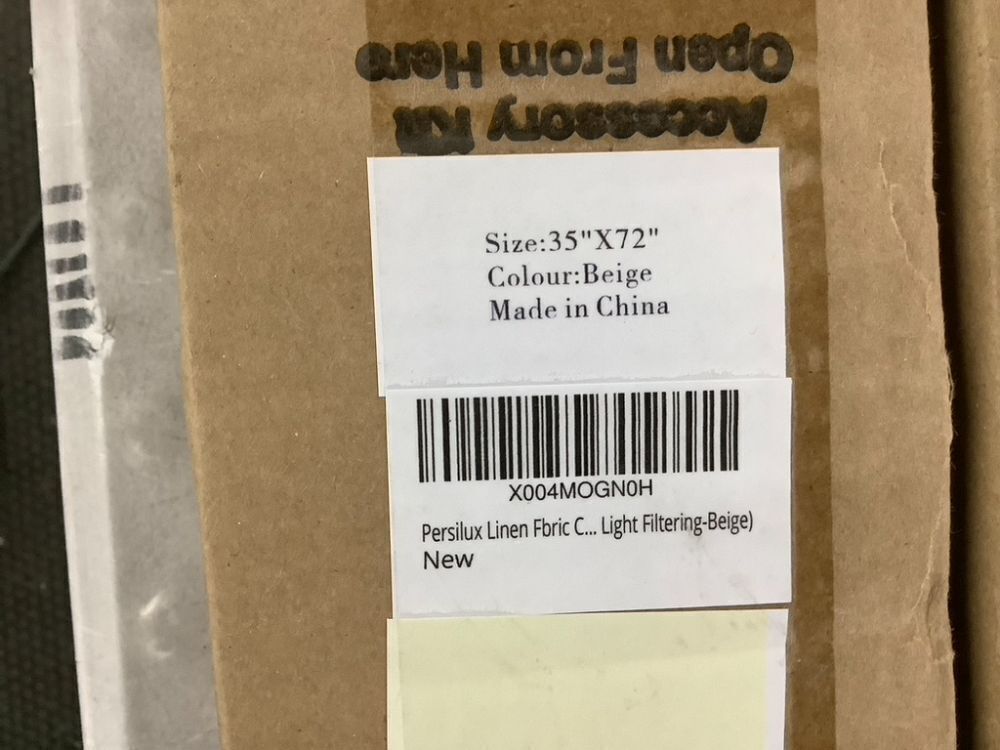 Open From Here
Accessory Kit
Size:35"X72"
Colour:Beige
Made in China
X004MOGN0H
Persilux Linen Fbric C... Light Filtering-Beige)
New